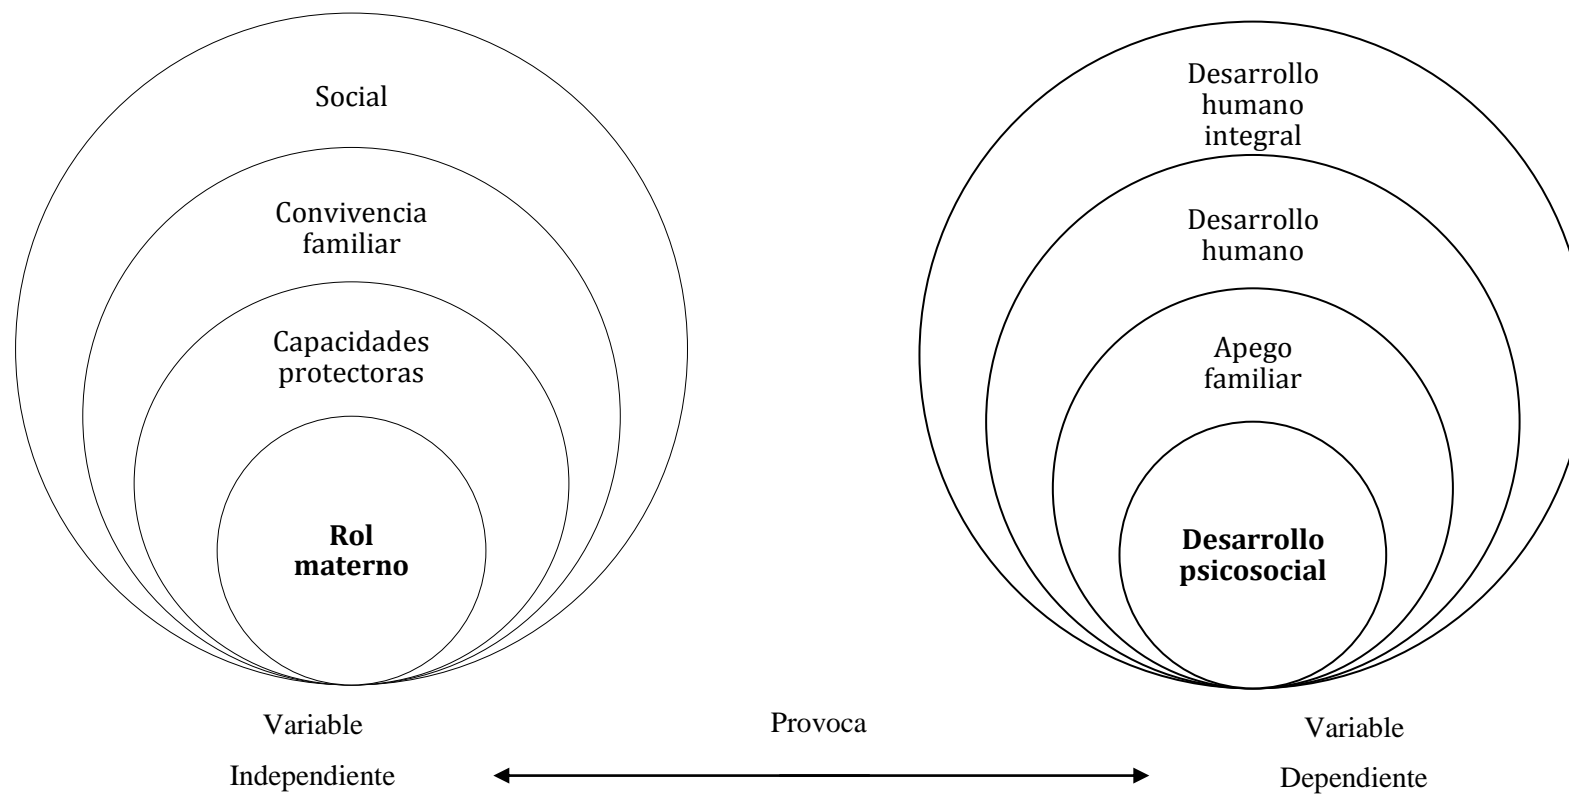 Social
Convivencia
familiar
Capacidades
protectoras
Rol
materno
Variable
Independiente
Provoca
Desarrollo
humano
integral
Desarrollo
humano
Apego
familiar
Desarrollo
psicosocial
Variable
Dependiente